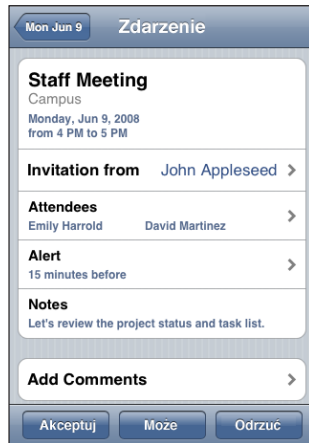 Mon Jun 9
Zdarzenie
Staff Meeting
Campus
Monday, Jun 9, 2008
from 4 PM to 5 PM
Invitation from John Appleseed
Attendees
Emily Harrold David Martinez
Alert
15 minutes before
Notes
Let's review the project status and task list.
Add Comments
Akceptuj Może Odrzuć